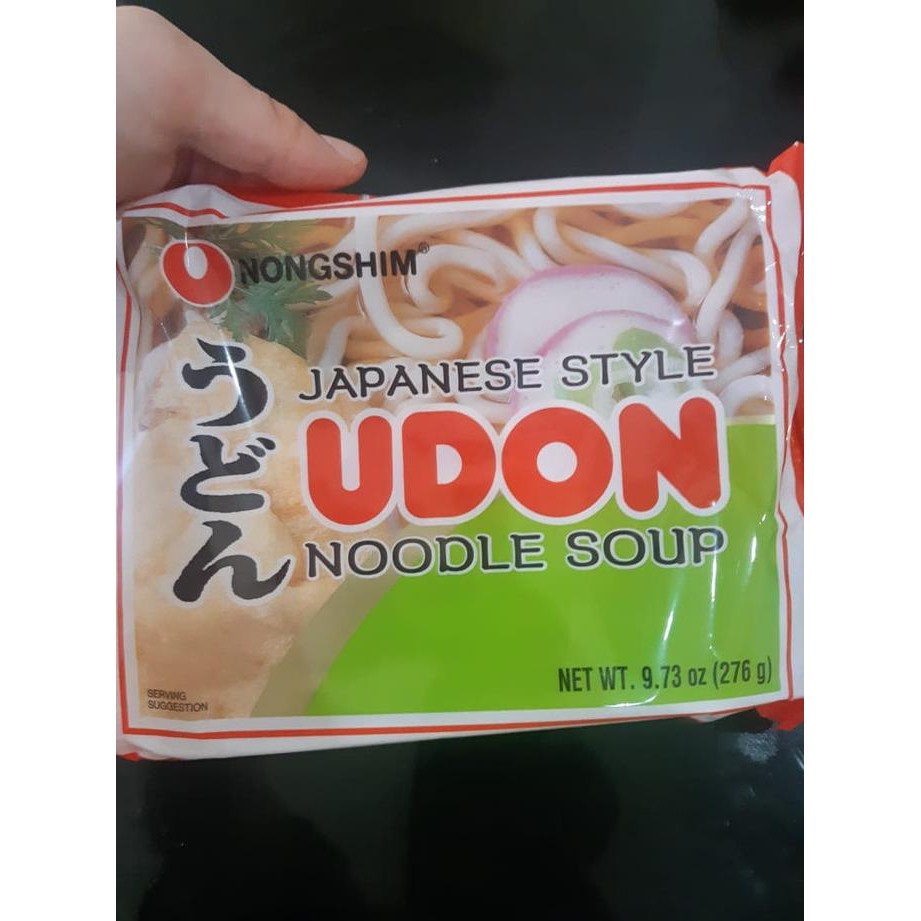 NONGSHIM®
うどん
JAPANESE STYLE
UDON
NOODLE SOUP
NET WT. 9.73 oz (276 g)
SERVING
SUGGESTION